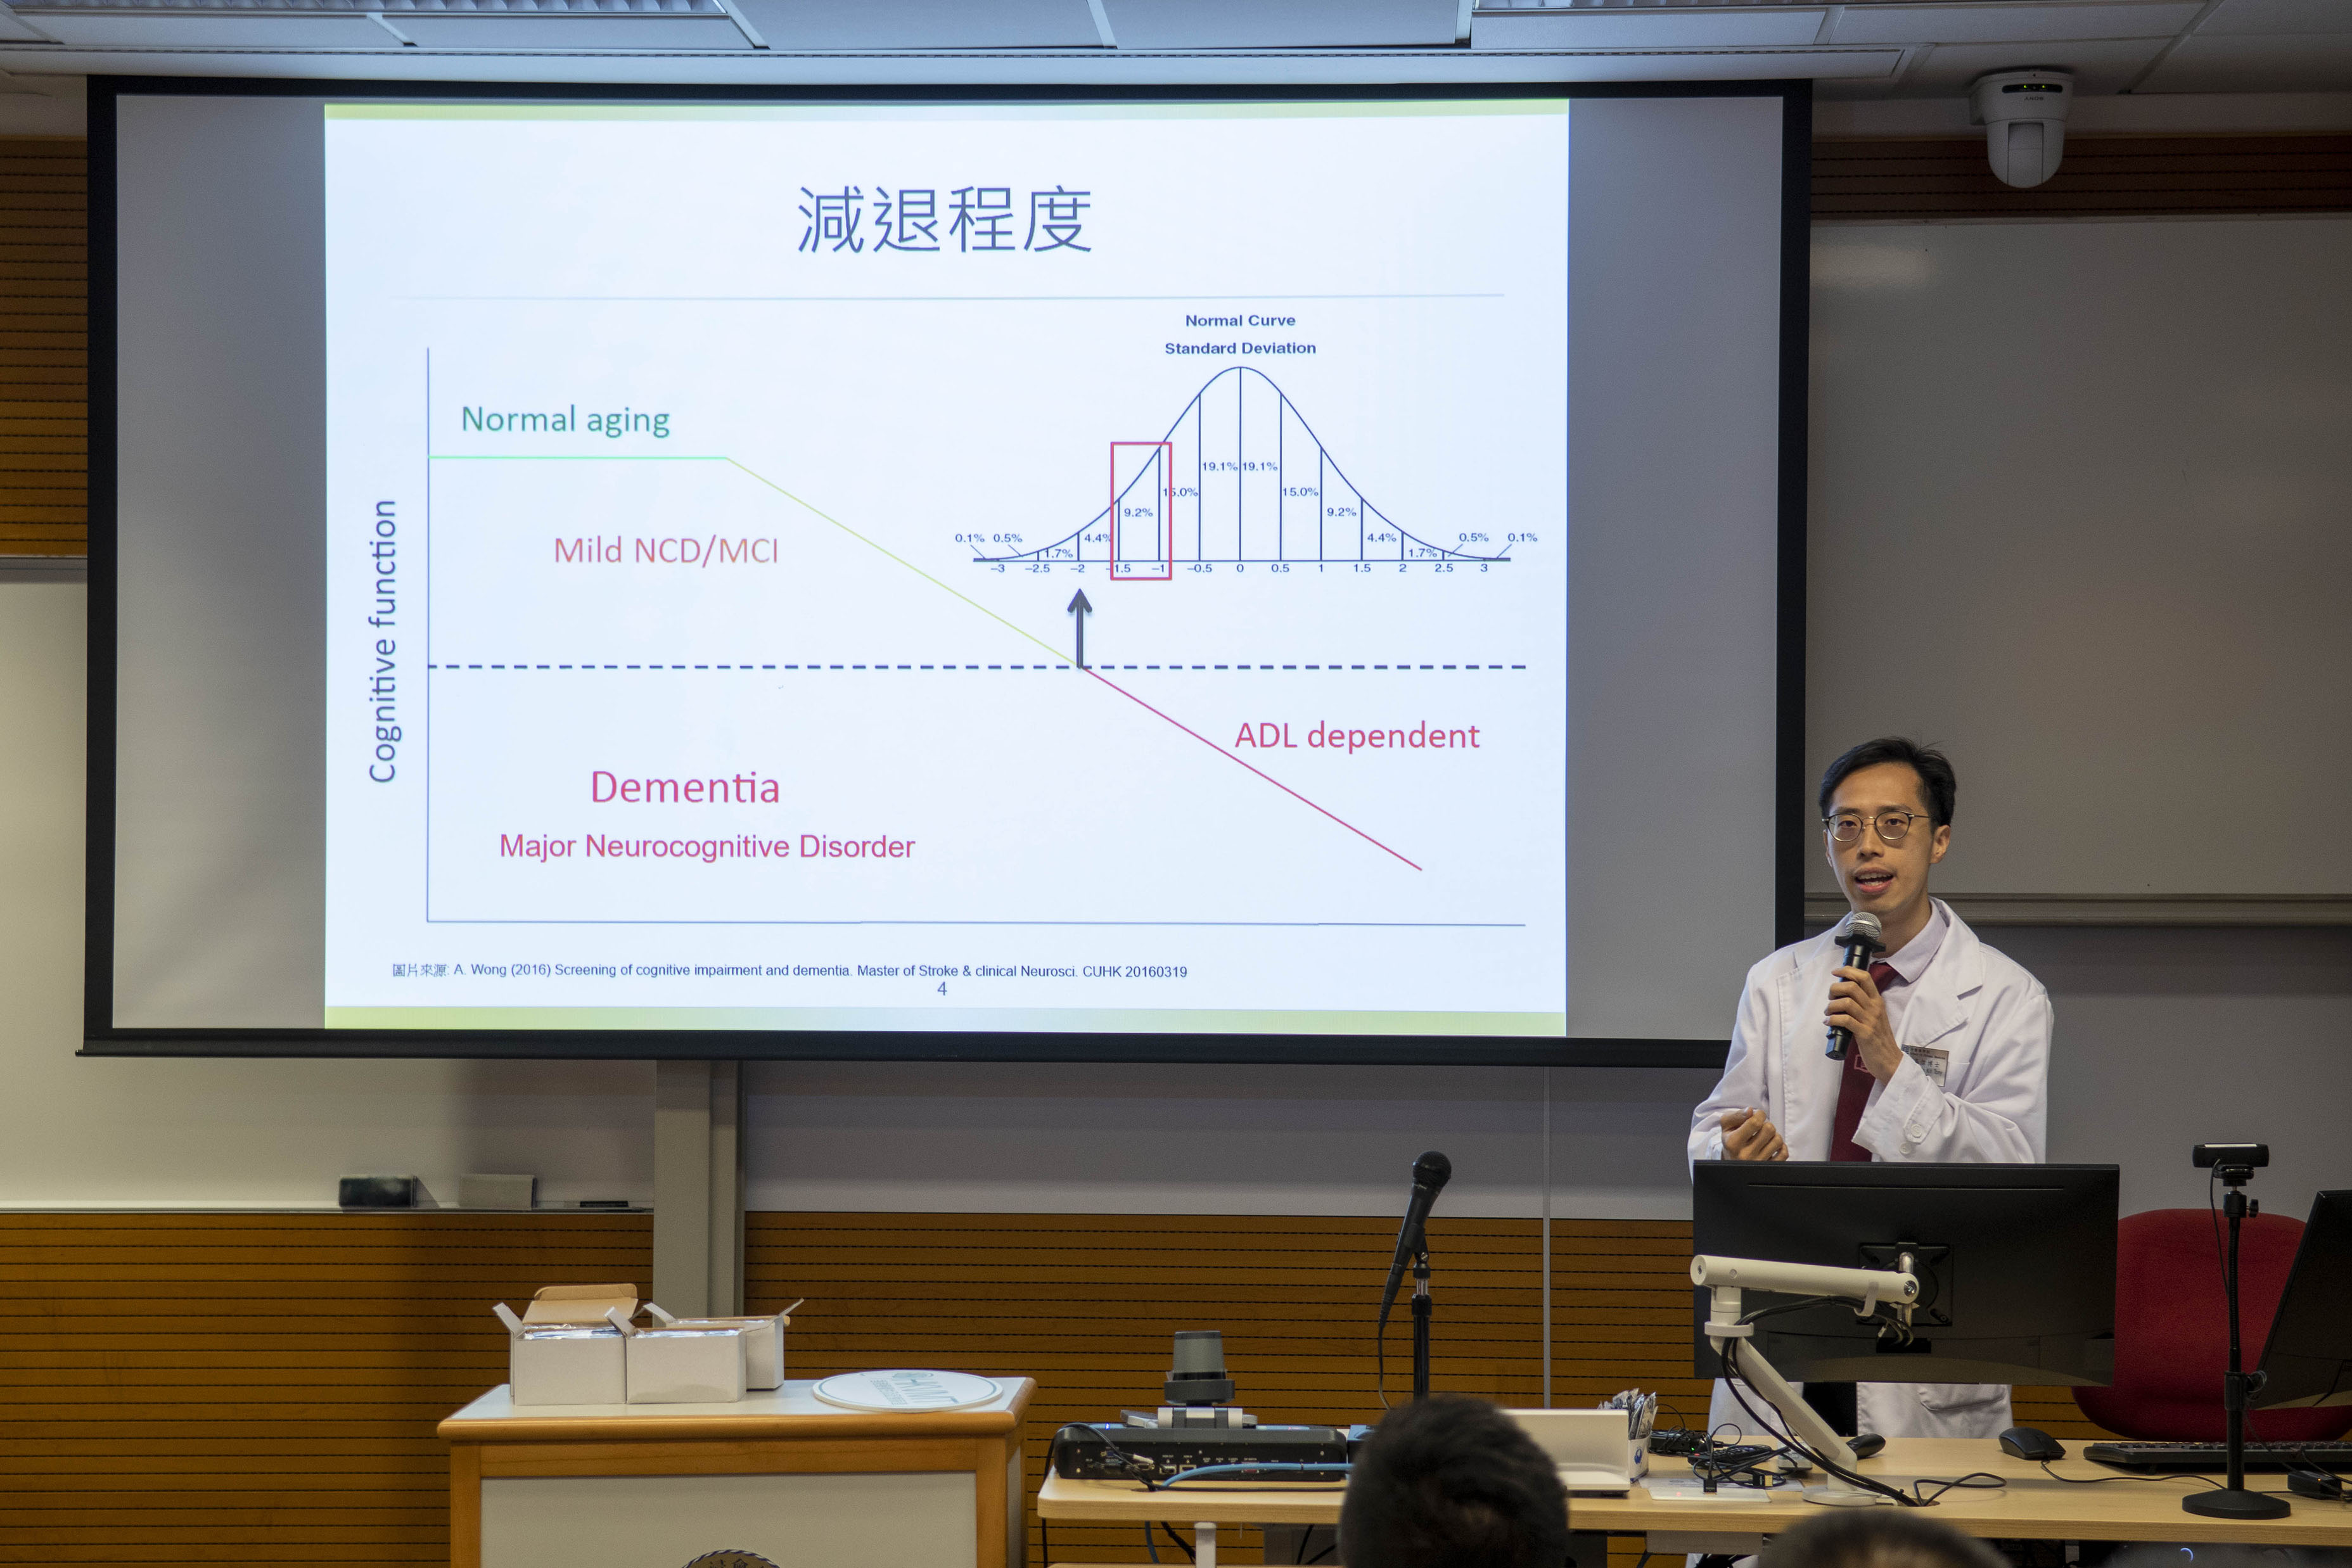 減退程度
Normal Curve
Standard Deviation
Normal aging
19.1% 19.1%
15.0% 15.0%
Mild NCD/MCI
9.2% 9.2%
0.1% 0.5% 4.4% 4.4% 0.5% 0.1%
1.7% 1.7%
−3 −2.5 −2 1.5 −1 −0.5 0 0.5 1 1.5 2 2.5 3
Cognitive function
ADL dependent
Dementia
Major Neurocognitive Disorder
圖片來源: A. Wong (2016) Screening of cognitive impairment and dementia. Master of Stroke & clinical Neurosci. CUHK 20160319
4
SONY